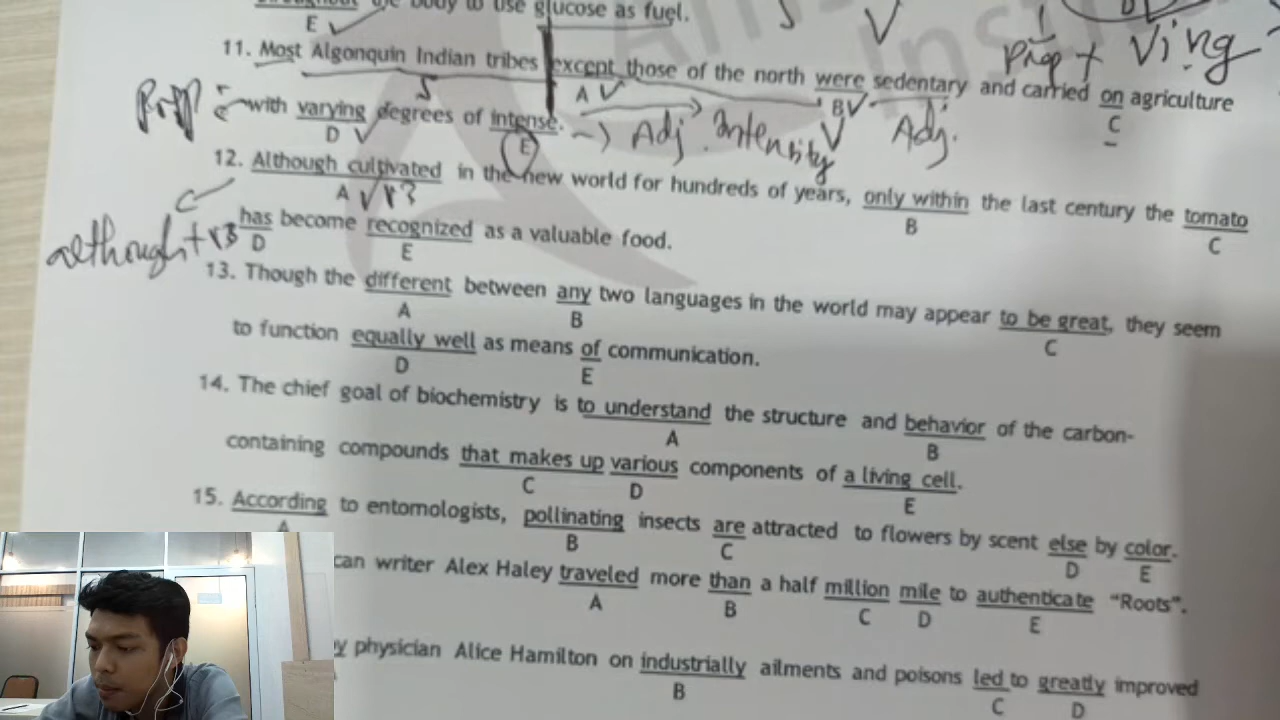 throughout the body to use glucose as fuel.
E
Prep + Ving
11. Most Algonquin Indian tribes except those of the north were sedentary and carried on agriculture
S A B C
Adj.
with varying degrees of intense.
D E
Adj. Intensity
12. Although cultivated in the new world for hundreds of years, only within the last century the tomato
A V3 B C
althought + V3
has become recognized as a valuable food.
D E
13. Though the different between any two languages in the world may appear to be great, they seem
A B C
to function equally well as means of communication.
D E
14. The chief goal of biochemistry is to understand the structure and behavior of the carbon-
A B
containing compounds that makes up various components of a living cell.
C D E
15. According to entomologists, pollinating insects are attracted to flowers by scent else by color.
A B C D E
can writer Alex Haley traveled more than a half million mile to authenticate "Roots".
A B C D E
physician Alice Hamilton on industrially ailments and poisons led to greatly improved
B C D